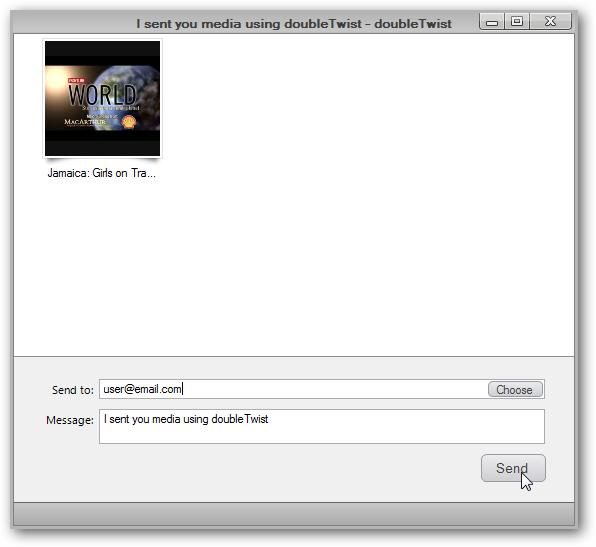 I sent you media using doubleTwist - doubleTwist
FRONTLINE
WORLD
MACARTHUR
Jamaica: Girls on Tra...
Send to:
user@email.com
Choose
Message:
I sent you media using doubleTwist
Send